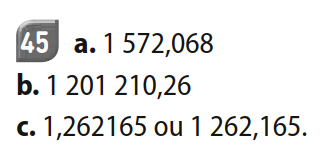 45 a. 1 572,068
b. 1 201 210,26
c. 1,262165 ou 1 262,165.